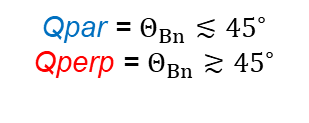 Qpar = Θ_Bn ≲ 45°
Qperp = Θ_Bn ≳ 45°